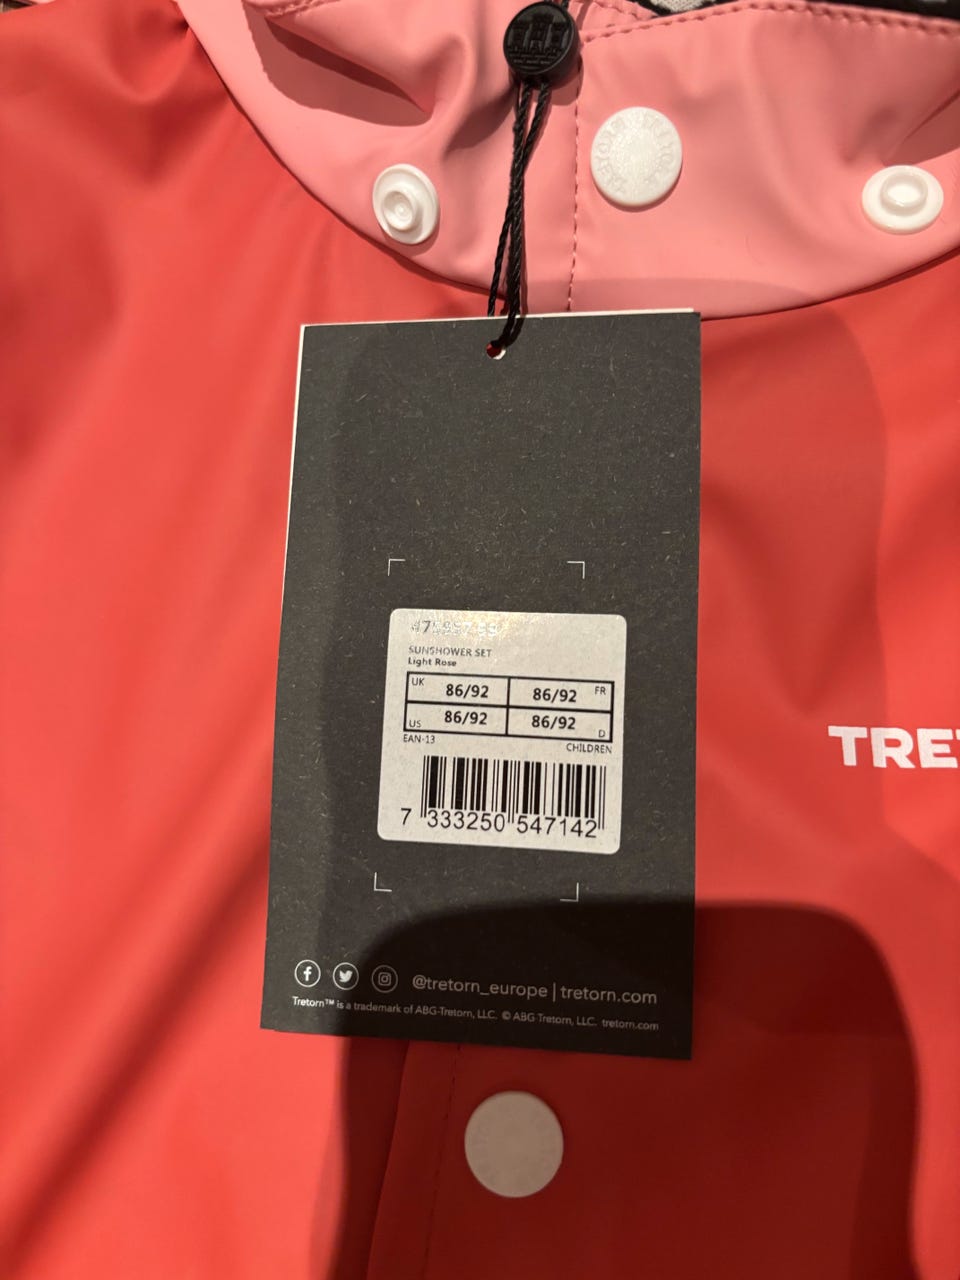 SUNSHOWER SET
Light Rose
UK 86/92 86/92 FR
US 86/92 86/92 D
EAN-13 CHILDREN
7 333250 547142
@tretorn_europe | tretorn.com
Tretorn™ is a trademark of ABG-Tretorn, LLC. © ABG Tretorn, LLC. tretorn.com